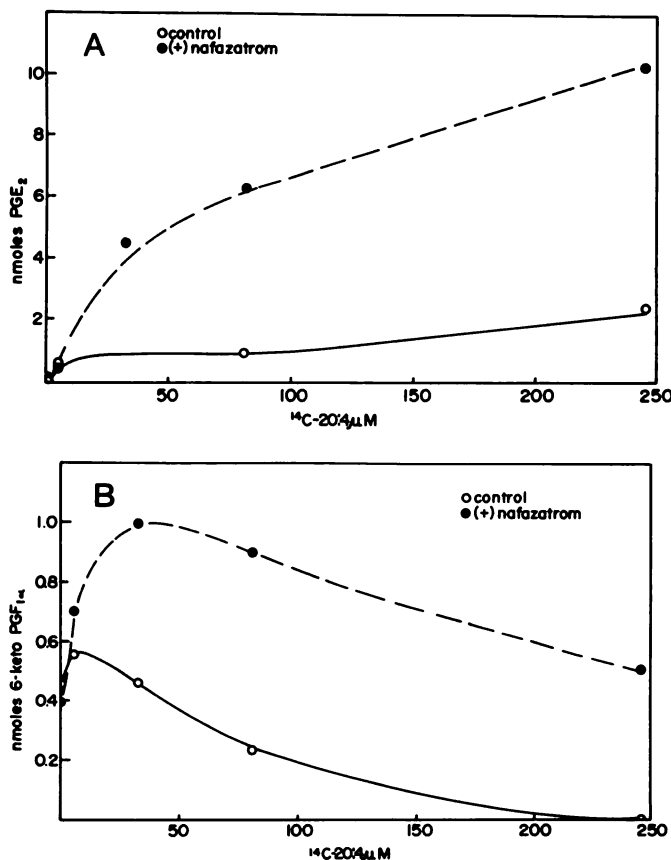 A
○ control
● (+) nafazatrom
10
8
6
4
2
nmoles PGE₂
50
100
150
200
250
¹⁴C-20:4μM
B
○ control
● (+) nafazatrom
1.0
0.8
0.6
0.4
0.2
nmoles 6-keto PGF₁α
50
100
150
200
250
¹⁴C-20:4μM